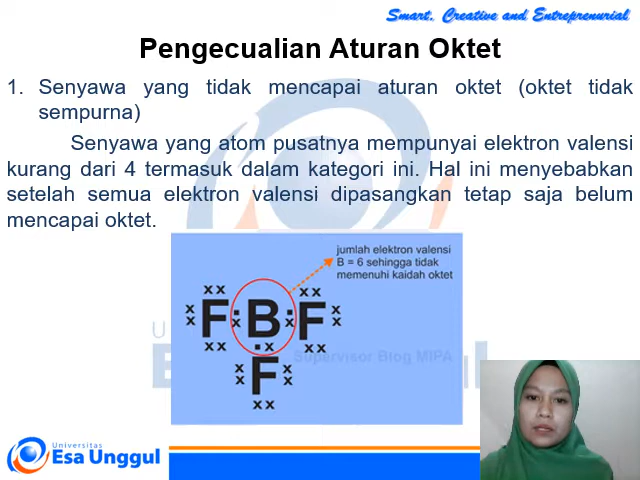 Smart, Creative and Entreprenurial
Pengecualian Aturan Oktet
1. Senyawa yang tidak mencapai aturan oktet (oktet tidak
sempurna)
Senyawa yang atom pusatnya mempunyai elektron valensi
kurang dari 4 termasuk dalam kategori ini. Hal ini menyebabkan
setelah semua elektron valensi dipasangkan tetap saja belum
mencapai oktet.
jumlah elektron valensi
B = 6 sehingga tidak
memenuhi kaidah oktet
F B F
F
Supervisor Blog MIPA
Universitas
Esa Unggul